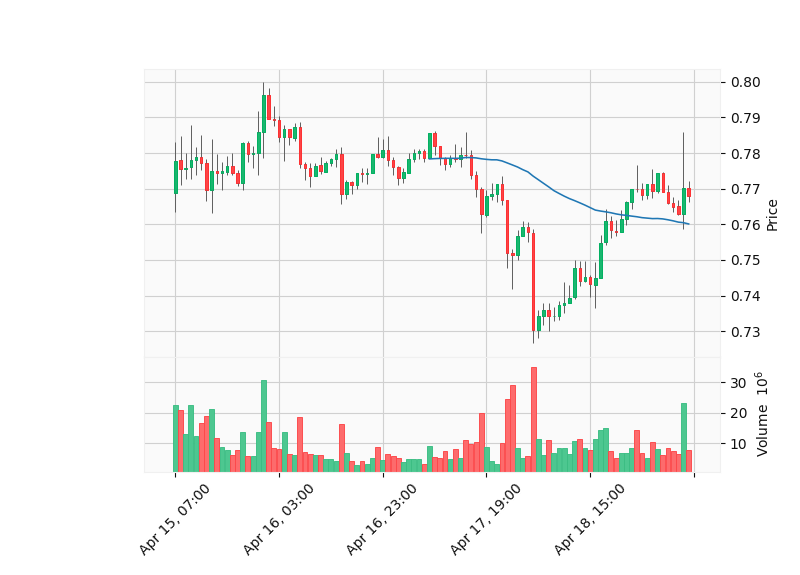 0.80
0.79
0.78
0.77
0.76
0.75
0.74
0.73
Price
30
20
10
Volume 10^6
Apr 15, 07:00
Apr 16, 03:00
Apr 16, 23:00
Apr 17, 19:00
Apr 18, 15:00